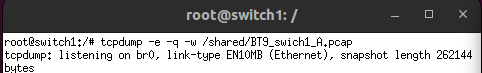 root@switch1: /
root@switch1:/# tcpdump -e -q -w /shared/BT9_swich1_A.pcap
tcpdump: listening on br0, link-type EN10MB (Ethernet), snapshot length 262144
bytes